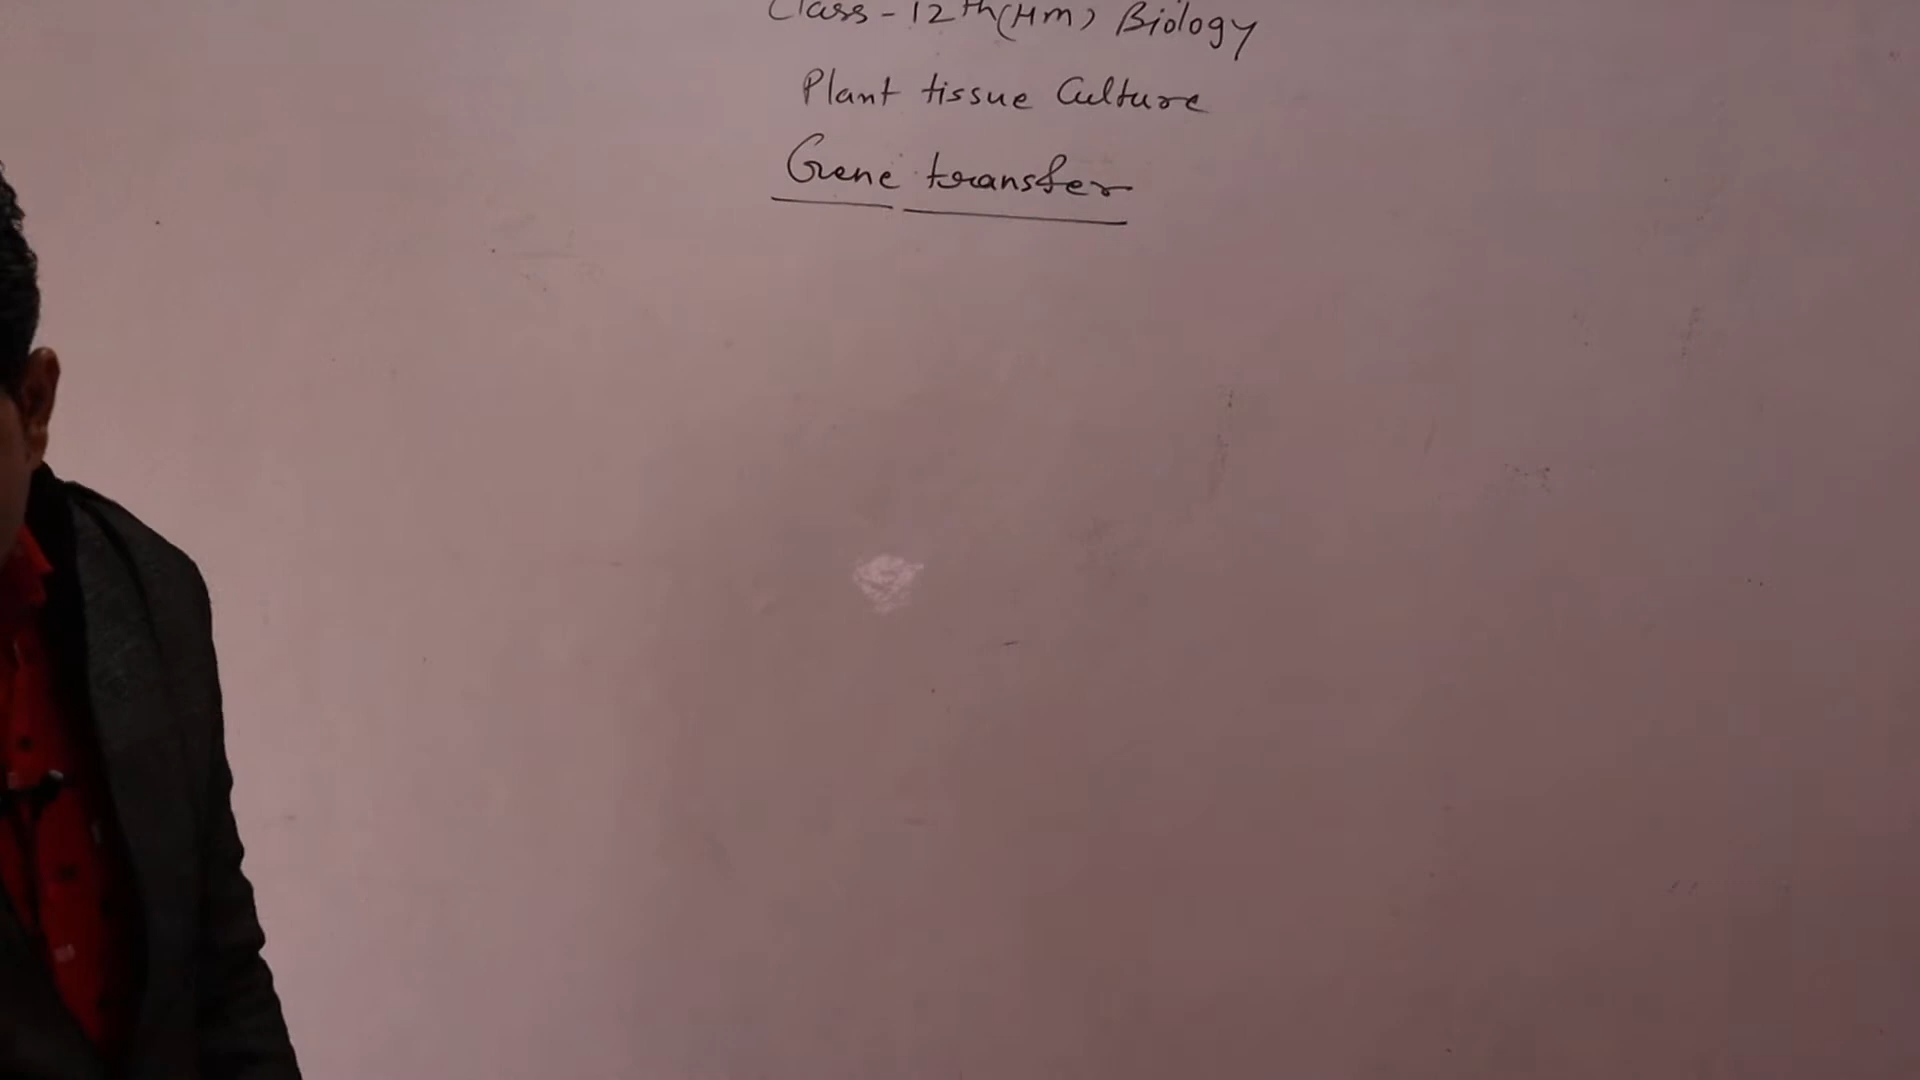 Class - 12th (Hm) Biology
Plant tissue Culture
Gene transfer